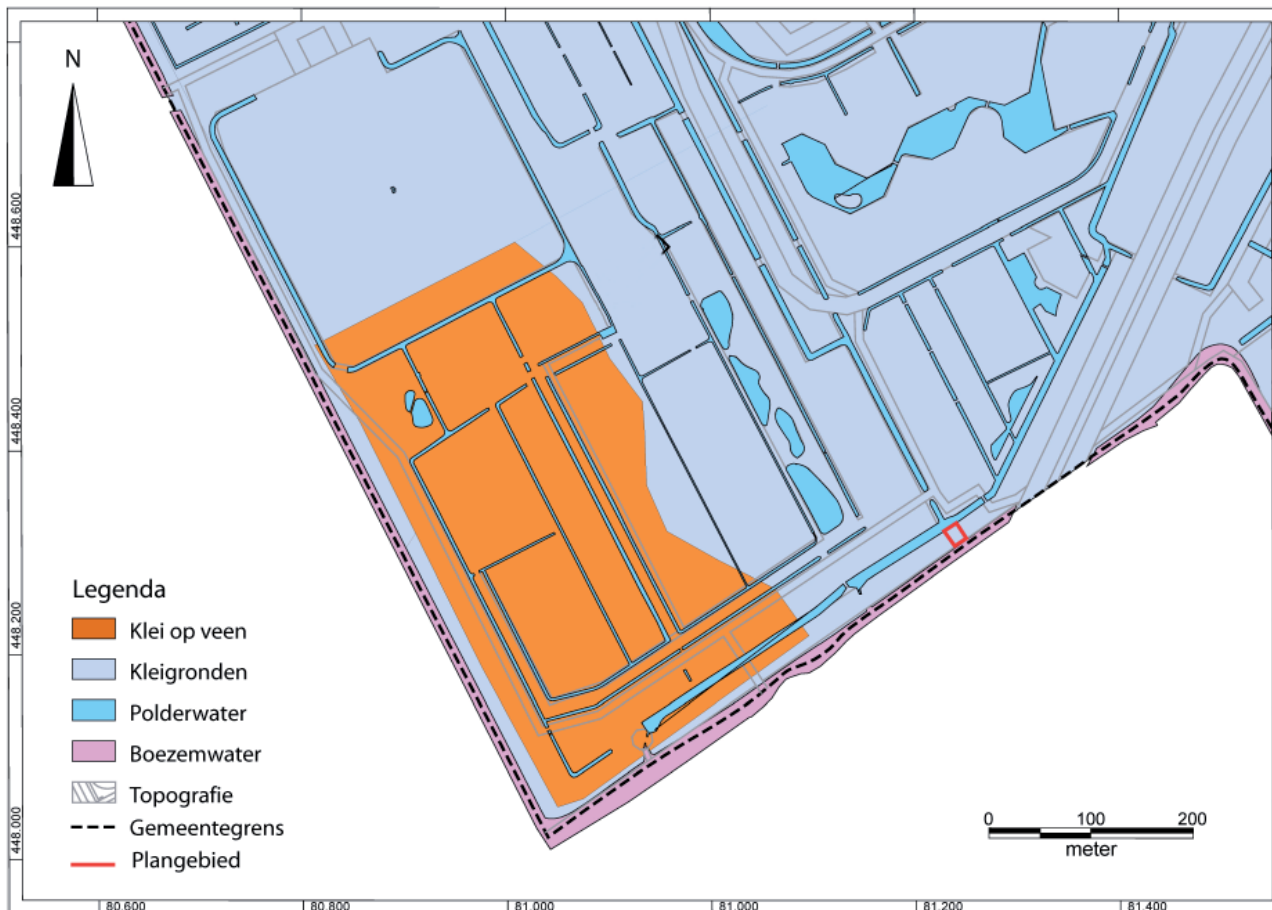 N
448.600
448.400
448.200
448.000
Legenda
Klei op veen
Kleigronden
Polderwater
Boezemwater
Topografie
Gemeentegrens
Plangebied
0 100 200
meter
80.600 80.800 81.000 81.000 81.200 81.400